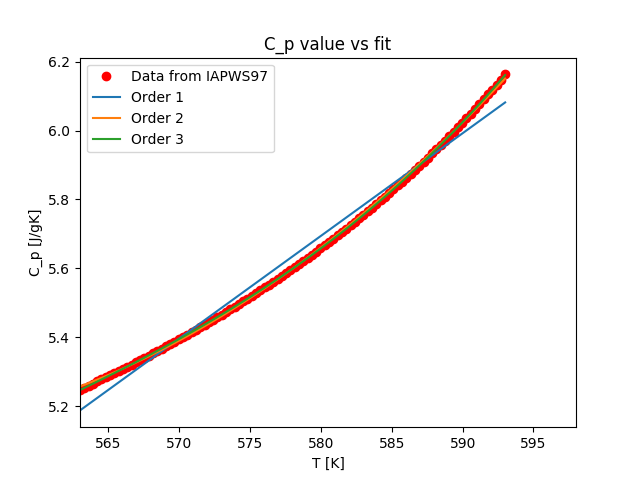 C_p value vs fit
6.2
6.0
5.8
5.6
5.4
5.2
C_p [J/gK]
Data from IAPWS97
Order 1
Order 2
Order 3
565
570
575
580
585
590
595
T [K]